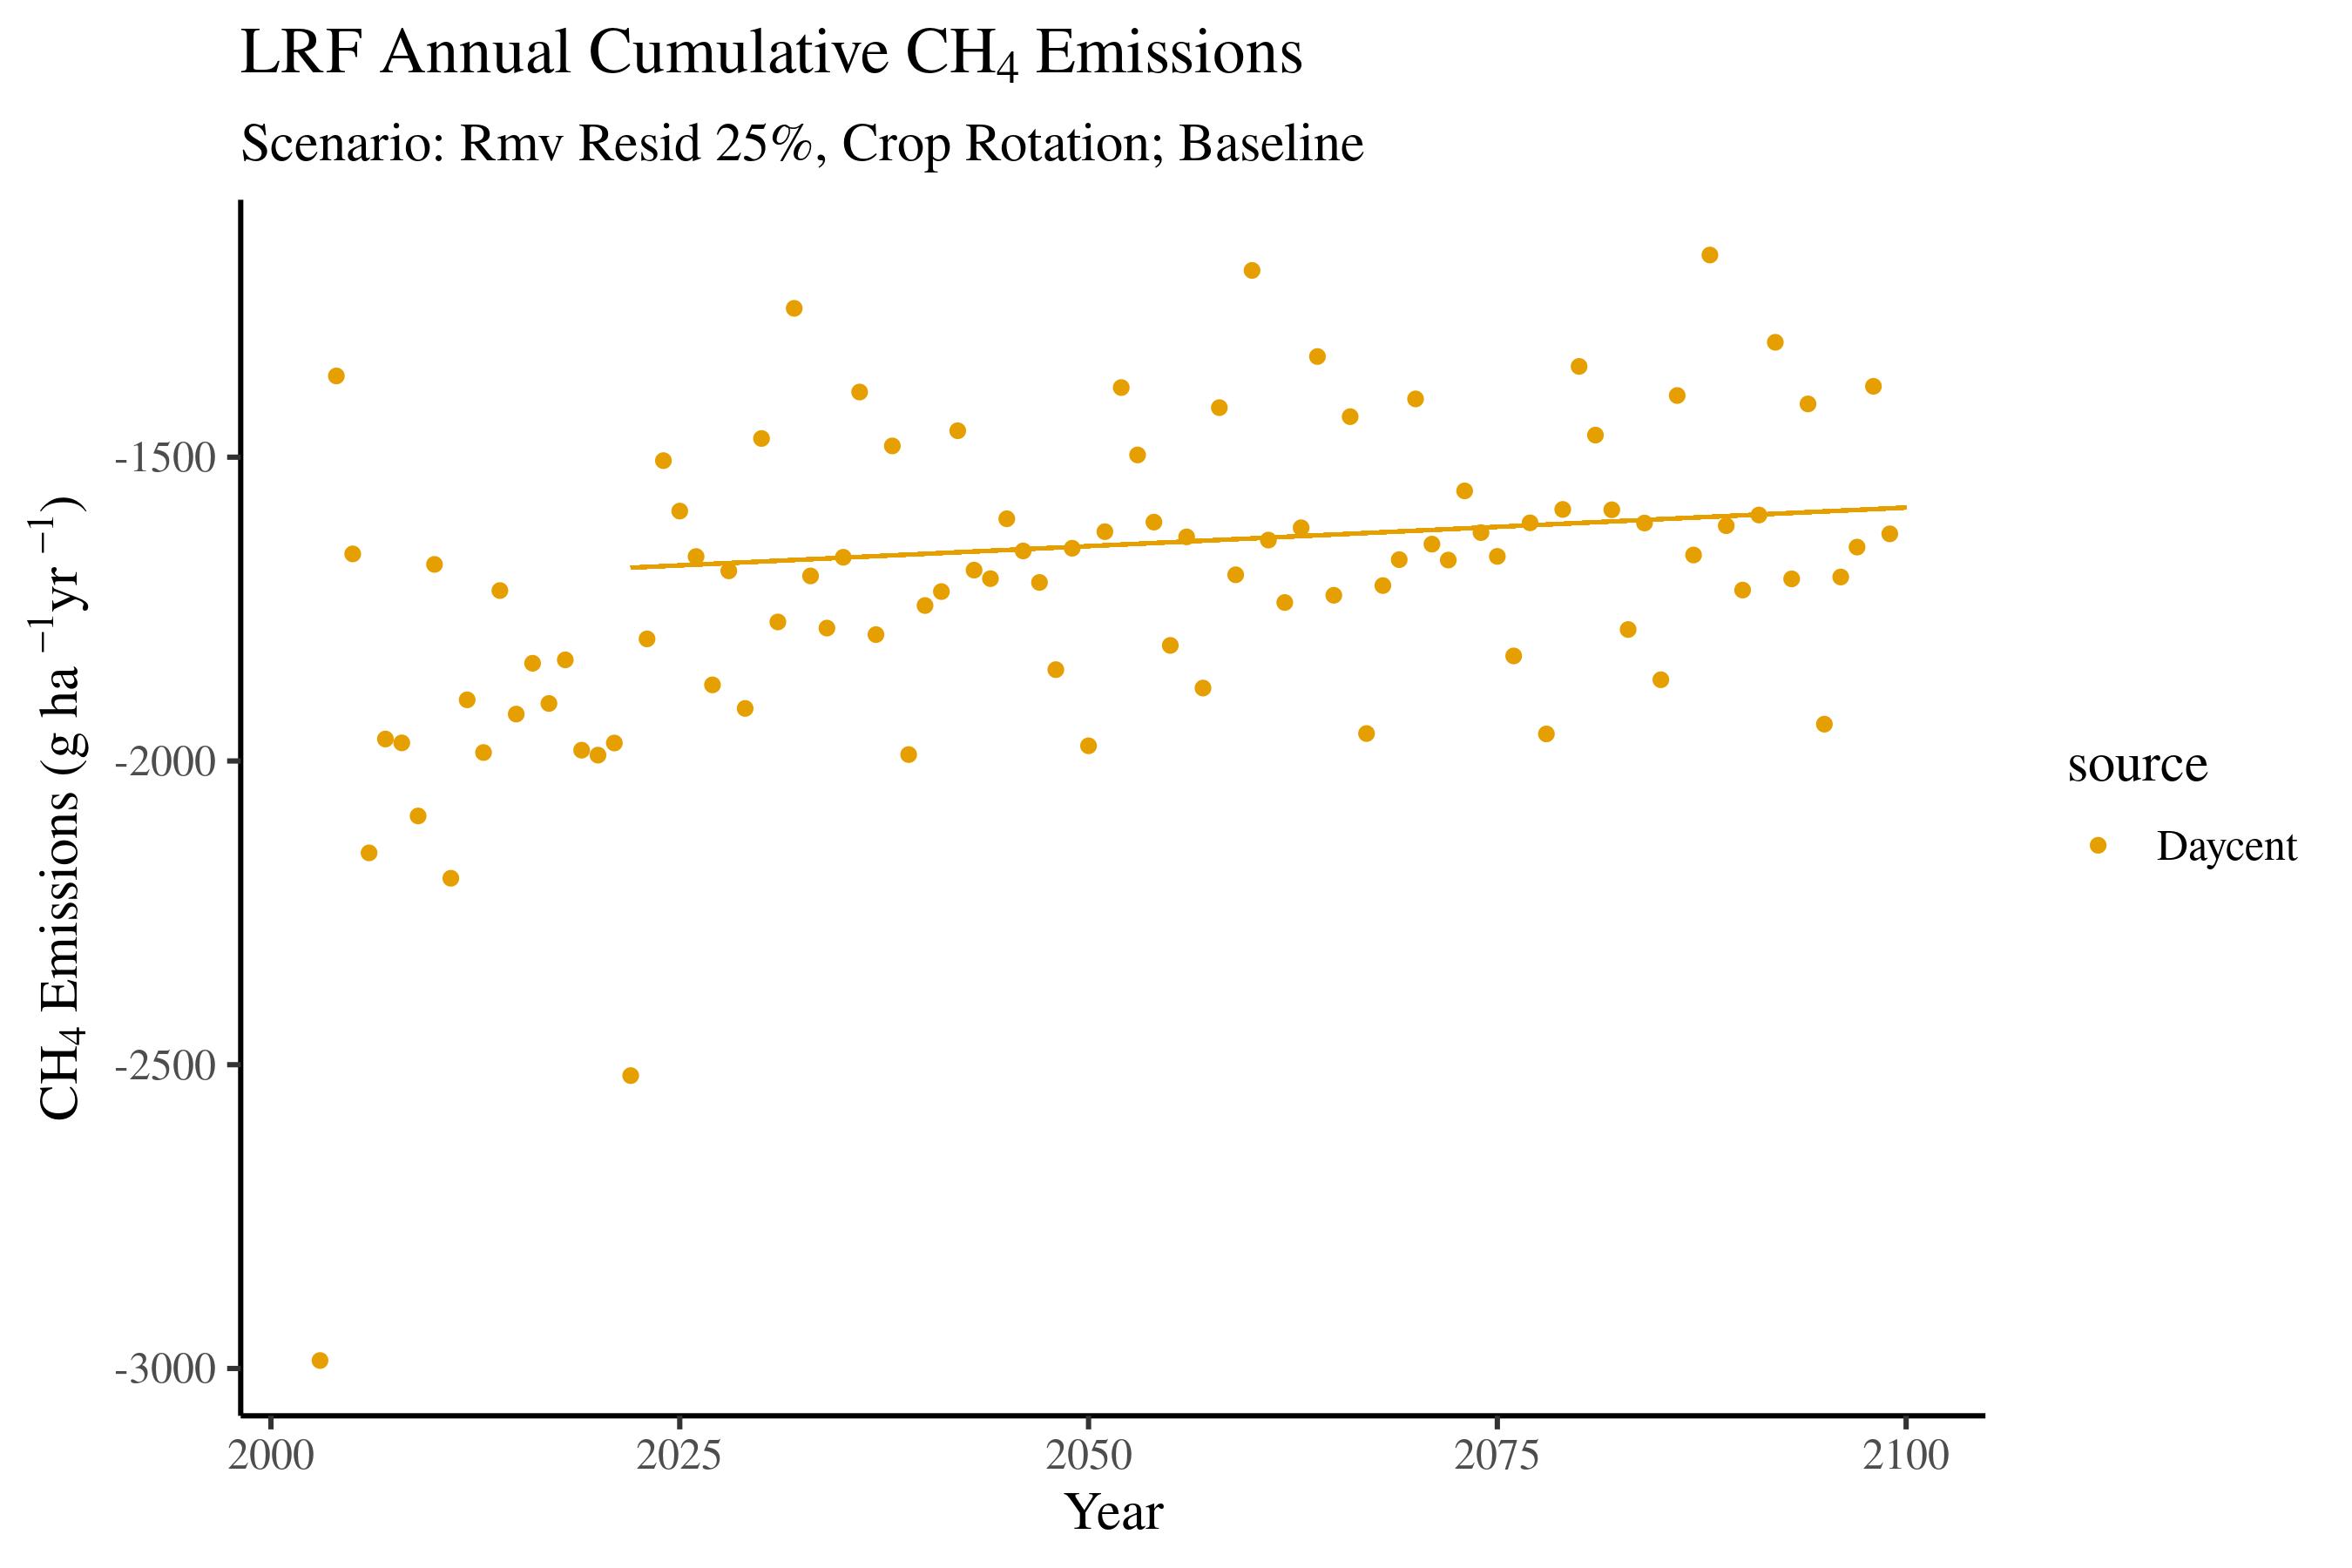 LRF Annual Cumulative CH₄ Emissions
Scenario: Rmv Resid 25%, Crop Rotation; Baseline
CH₄ Emissions (g ha ⁻¹yr ⁻¹)
-1500
-2000
-2500
-3000
2000 2025 2050 2075 2100
Year
source
Daycent